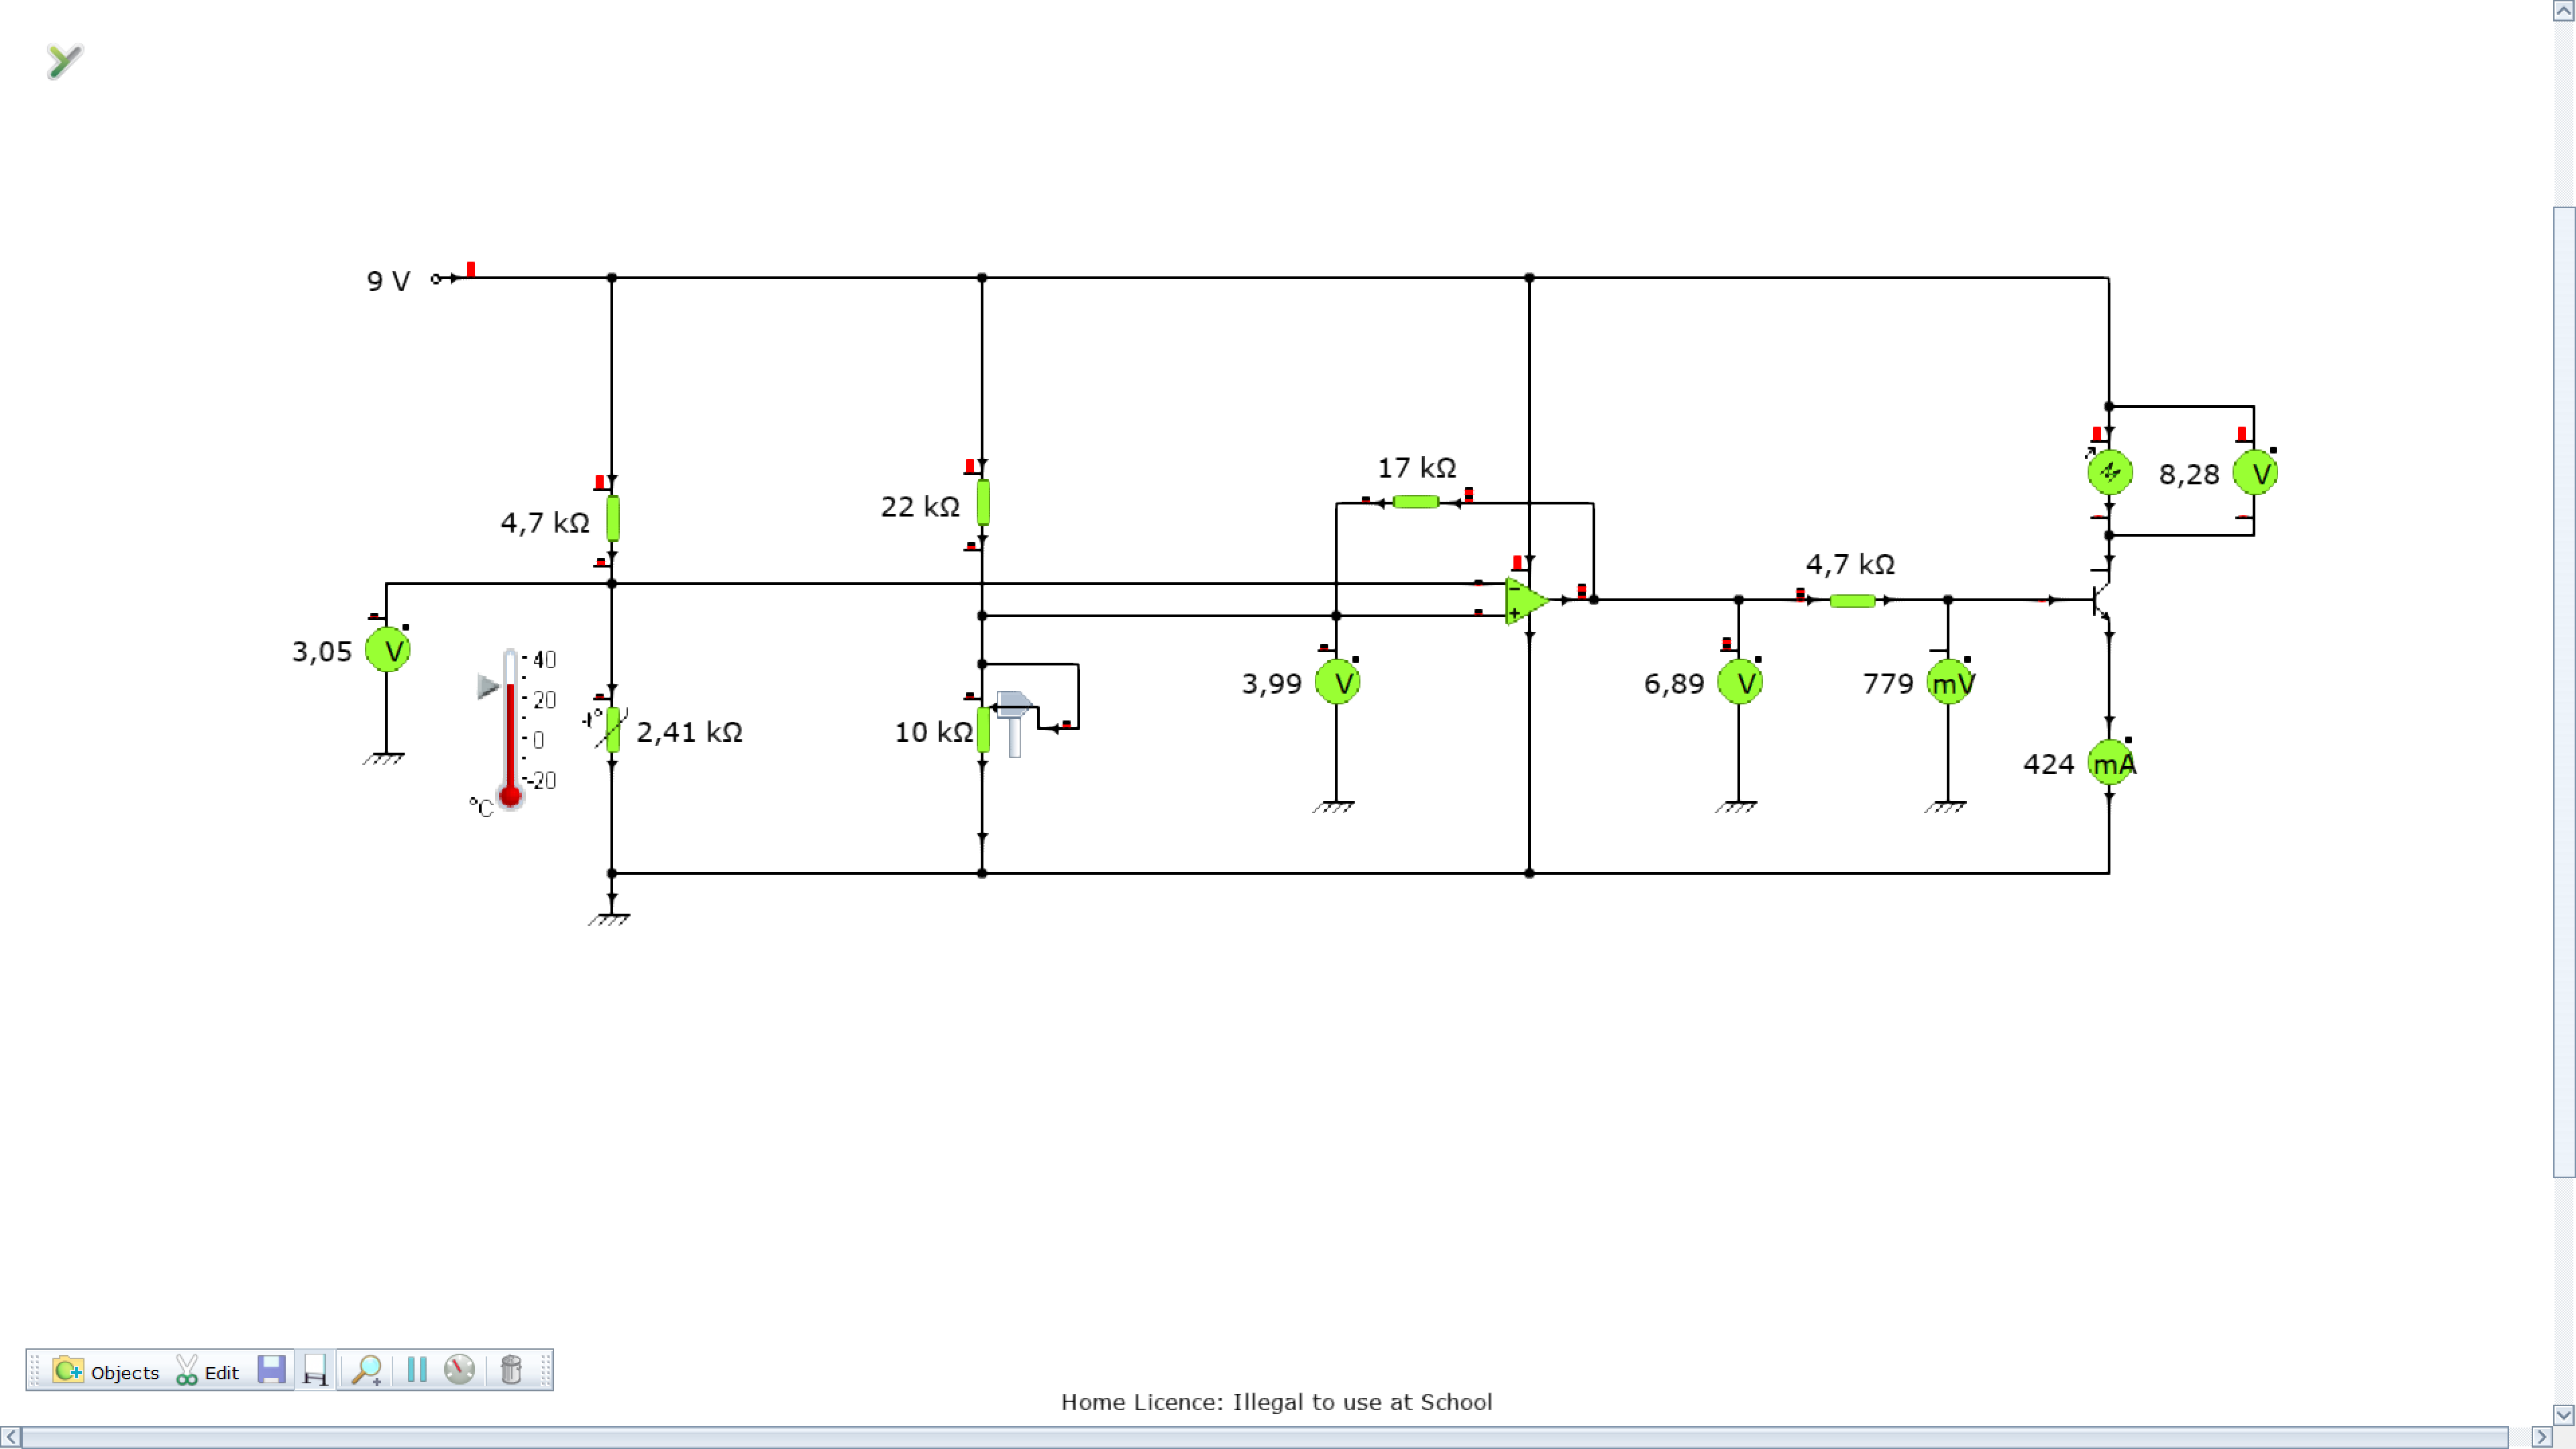 9 V
17 kΩ
22 kΩ
8,28 V
4,7 kΩ
4,7 kΩ
- +
3,05 V
40
20
0
-20
°C
-t°
2,41 kΩ
10 kΩ
3,99 V
6,89 V
779 mV
424 mA
Objects Edit
Home Licence: Illegal to use at School